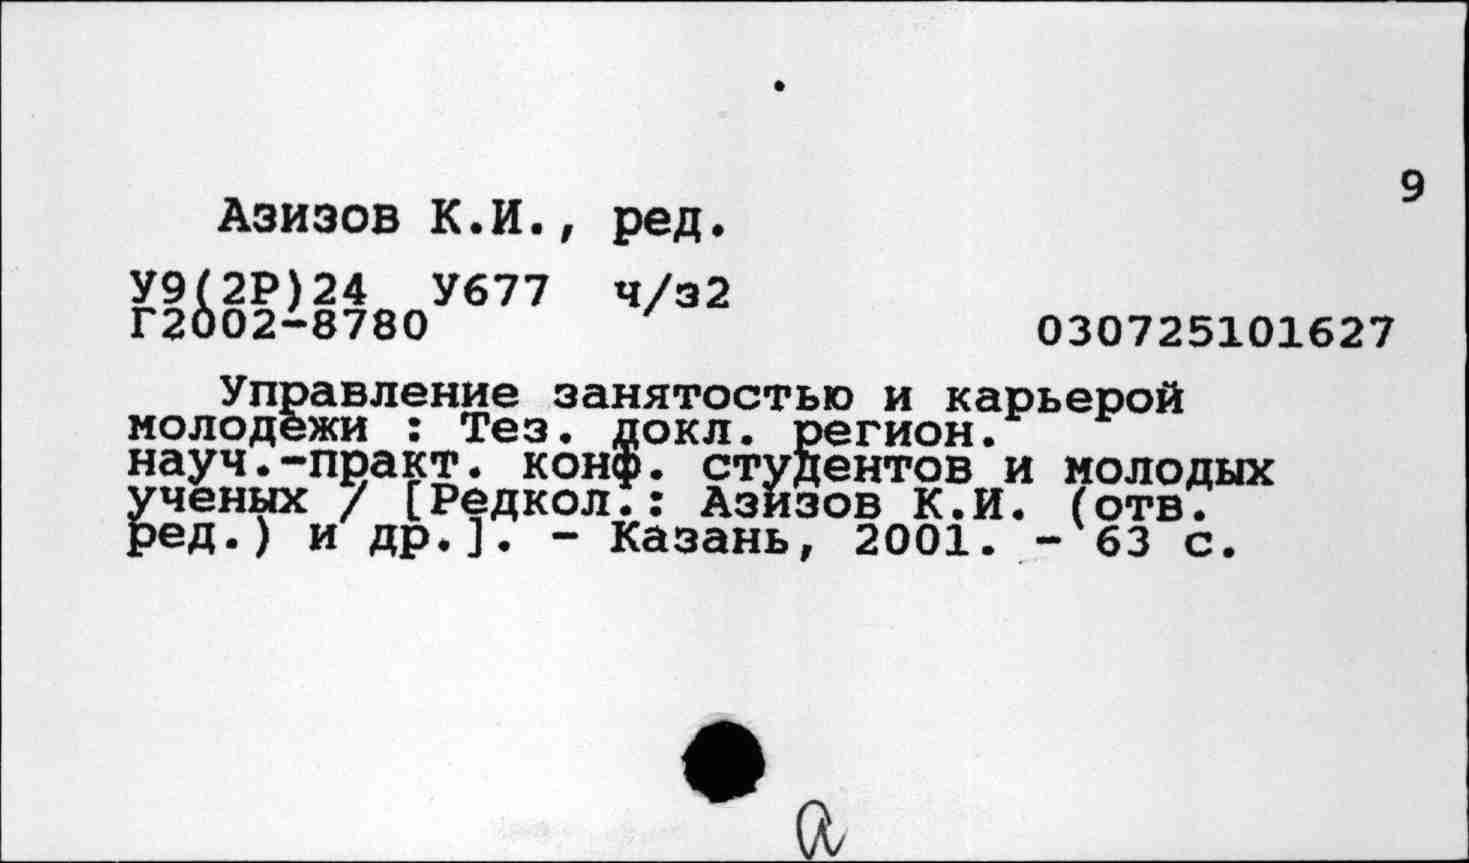 9
Азизов К.И., ред.
У9(2Р)24 У677 ч/з2
Г2002-8780
030725101627
Управление занятостью и карьерой
молодежи : Тез. докл. регион.
науч.-практ. конф. студентов и молодых
ученых / [Редкол.: Азизов К.И. (отв.
ред.) и др.]. - Казань, 2001. - 63 с.